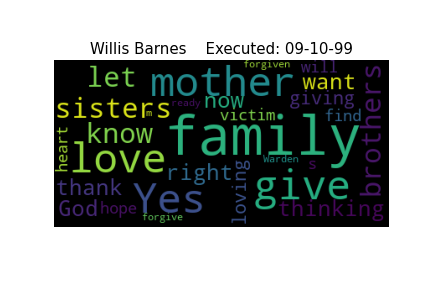 Willis Barnes    Executed: 09-10-99
forgiven
let
mother
will
want
brothers
sisters
m
ready
now
giving
victim
find
know
family
heart
love
right
Warden
s
thank
Yes
loving
give
God
hope
forgive
thinking